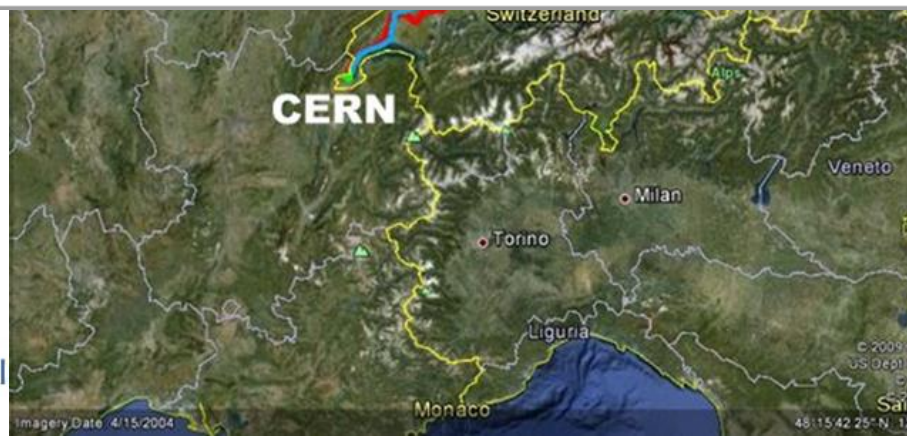 Switzerland
Alps
CERN
Veneto
Milan
Torino
Liguria
© 2009
US Dept
Monaco
Imagery Date 4/15/2004
48°15'42.25" N